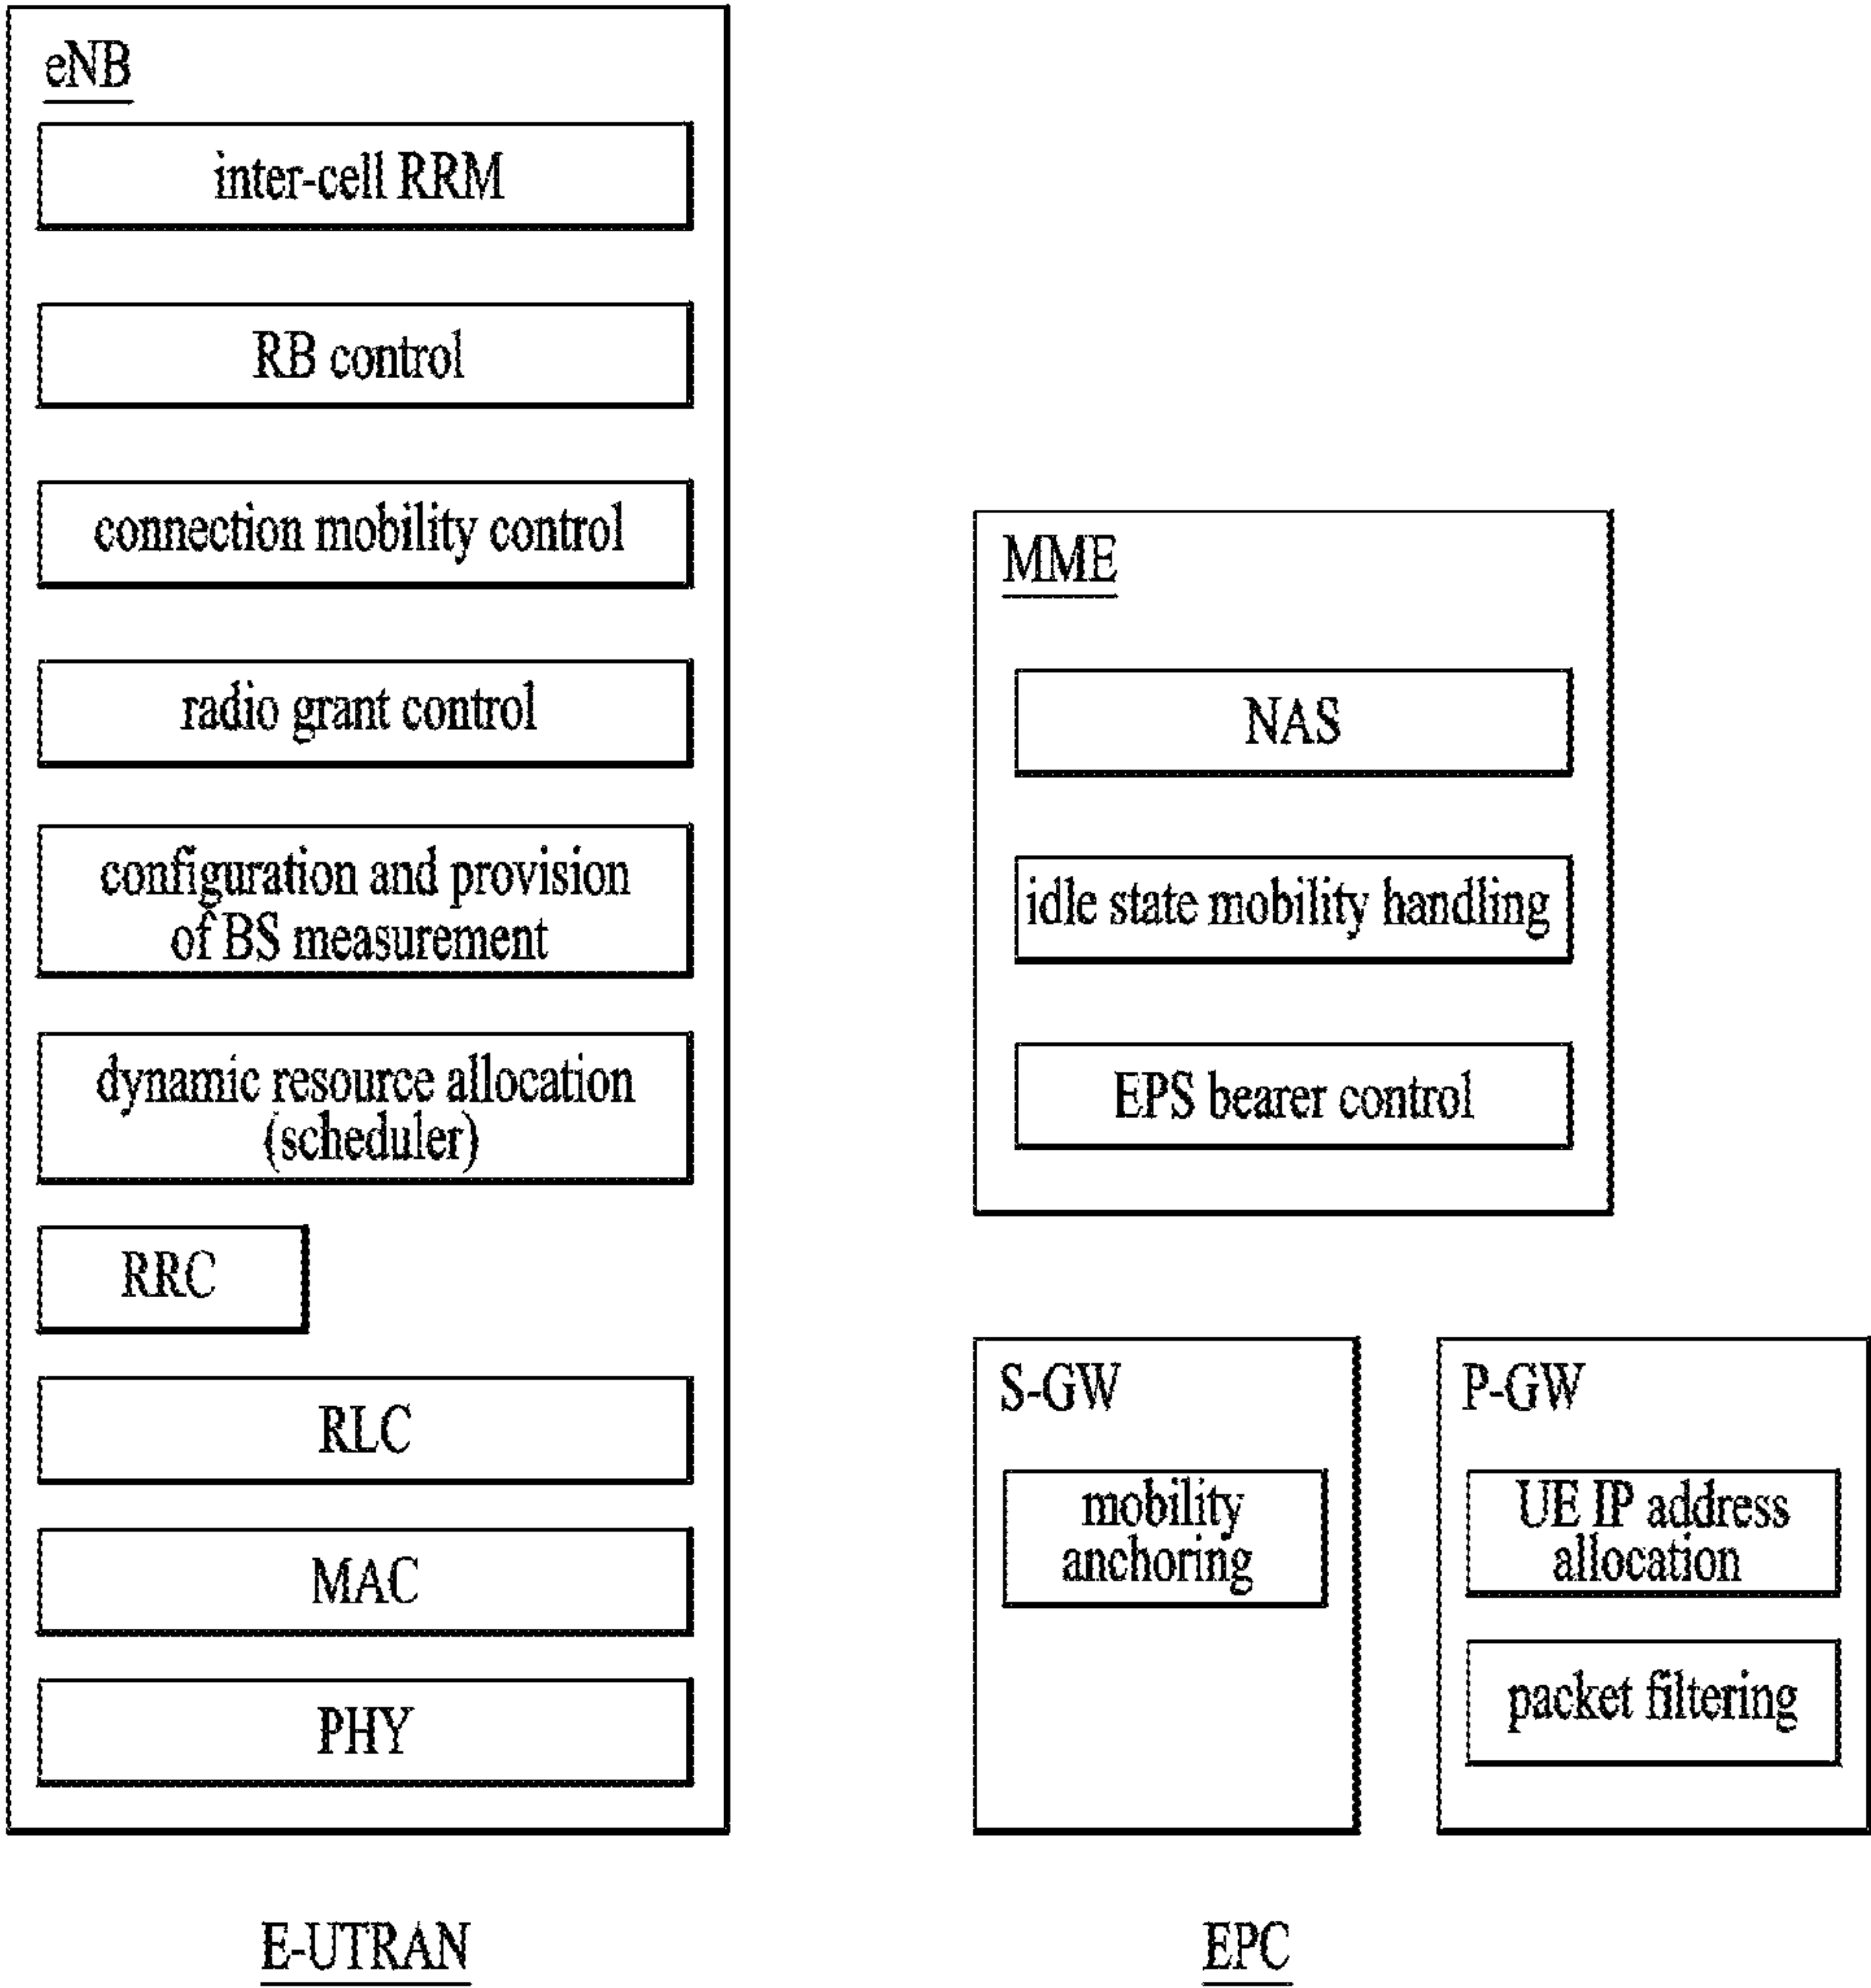 eNB
inter-cell RRM
RB control
connection mobility control
radio grant control
configuration and provision
of BS measurement
dynamic resource allocation
(scheduler)
RRC
RLC
MAC
PHY
E-UTRAN
MME
NAS
idle state mobility handling
EPS bearer control
S-GW
mobility
anchoring
P-GW
UE IP address
allocation
packet filtering
EPC